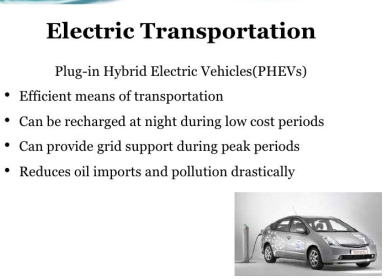 Electric Transportation
Plug-in Hybrid Electric Vehicles(PHEVs)
• Efficient means of transportation
• Can be recharged at night during low cost periods
• Can provide grid support during peak periods
• Reduces oil imports and pollution drastically